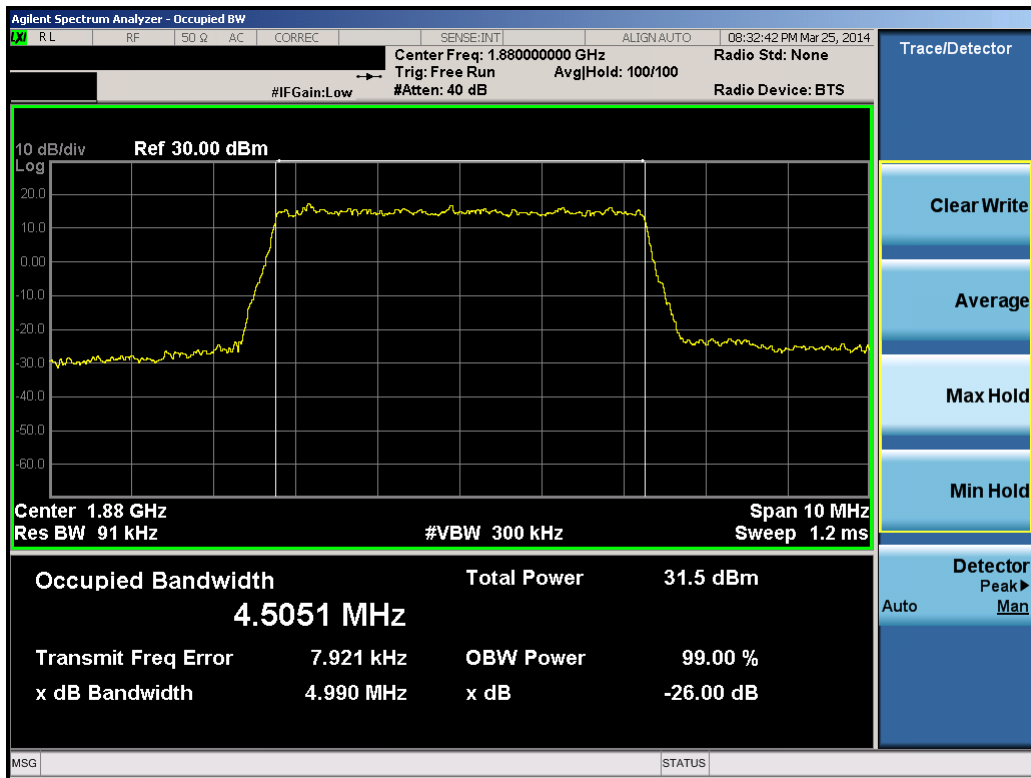 Agilent Spectrum Analyzer - Occupied BW
LXI RL RF 50 Ω AC CORREC SENSE:INT ALIGN AUTO 08:32:42 PM Mar 25, 2014
Center Freq: 1.880000000 GHz Radio Std: None
Trig: Free Run Avg|Hold: 100/100
#IFGain:Low #Atten: 40 dB Radio Device: BTS
10 dB/div Ref 30.00 dBm
Log
20.0
10.0
0.00
-10.0
-20.0
-30.0
-40.0
-50.0
-60.0
Center 1.88 GHz Span 10 MHz
Res BW 91 kHz #VBW 300 kHz Sweep 1.2 ms
Occupied Bandwidth Total Power 31.5 dBm
4.5051 MHz
Transmit Freq Error 7.921 kHz OBW Power 99.00 %
x dB Bandwidth 4.990 MHz x dB -26.00 dB
MSG STATUS
Trace/Detector
Clear Write
Average
Max Hold
Min Hold
Detector
Peak▶
Auto Man